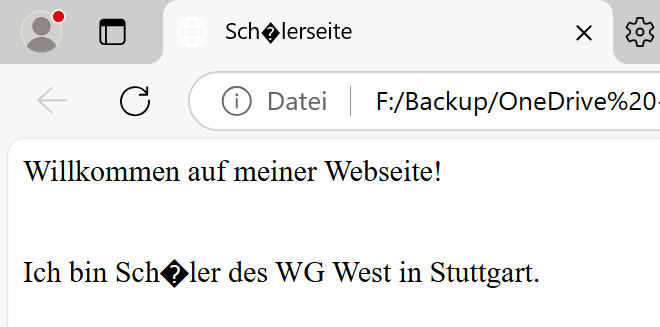 Sch�lerseite
Datei F:/Backup/OneDrive%20
Willkommen auf meiner Webseite!
Ich bin Sch�ler des WG West in Stuttgart.